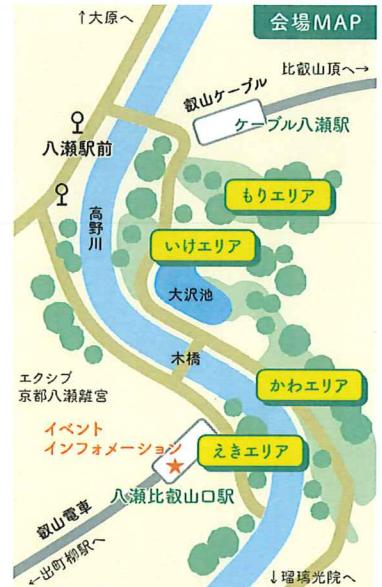 会場MAP
↑大原へ
比叡山頂へ→
叡山ケーブル
ケーブル八瀬駅
八瀬駅前
もりエリア
高野川
いけエリア
大沢池
木橋
かわエリア
エクシブ
京都八瀬離宮
イベント
インフォメーション
えきエリア
八瀬比叡山口駅
叡山電車
←出町柳駅へ
↓瑠璃光院へ